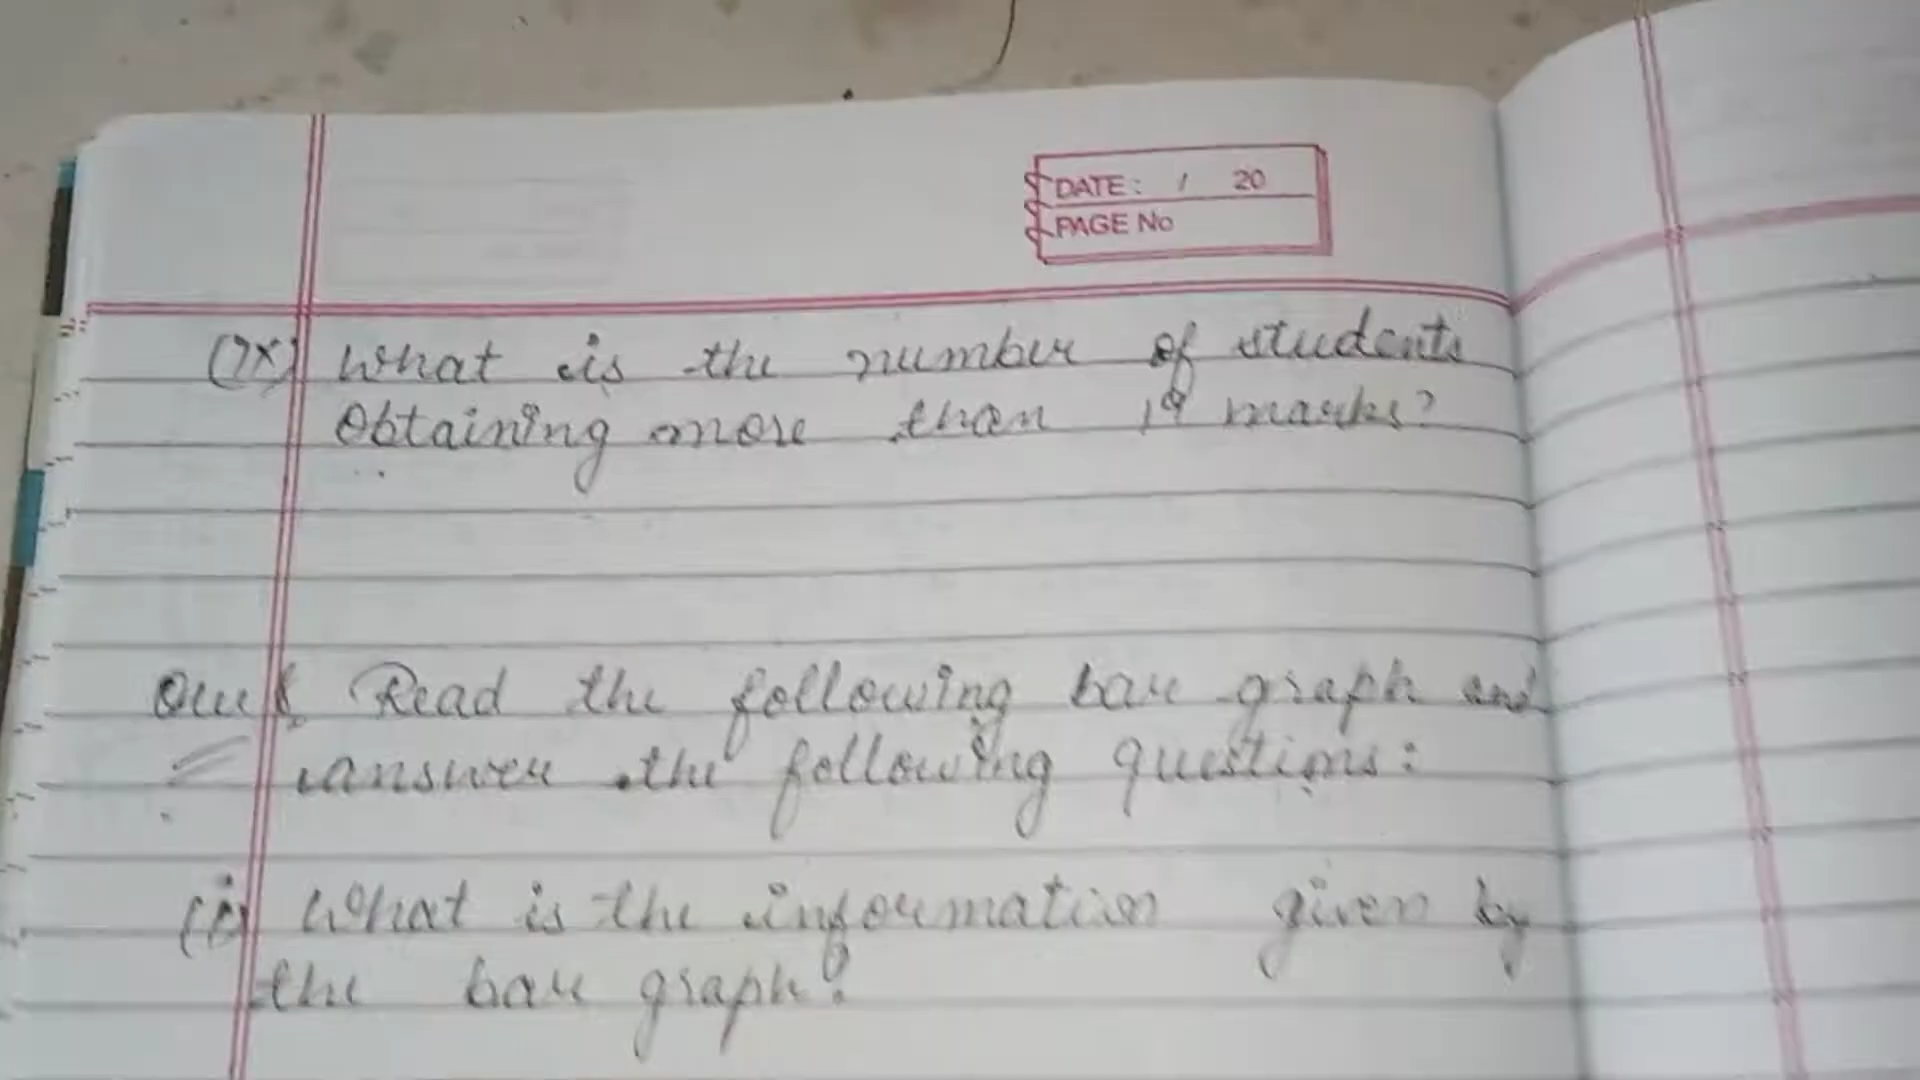 DATE: / 20
PAGE No
(ix) What is the number of students
Obtaining more than 19 marks?
Read the following bar graph and
answer the following questions:
(i) What is the information given by
the bar graph?